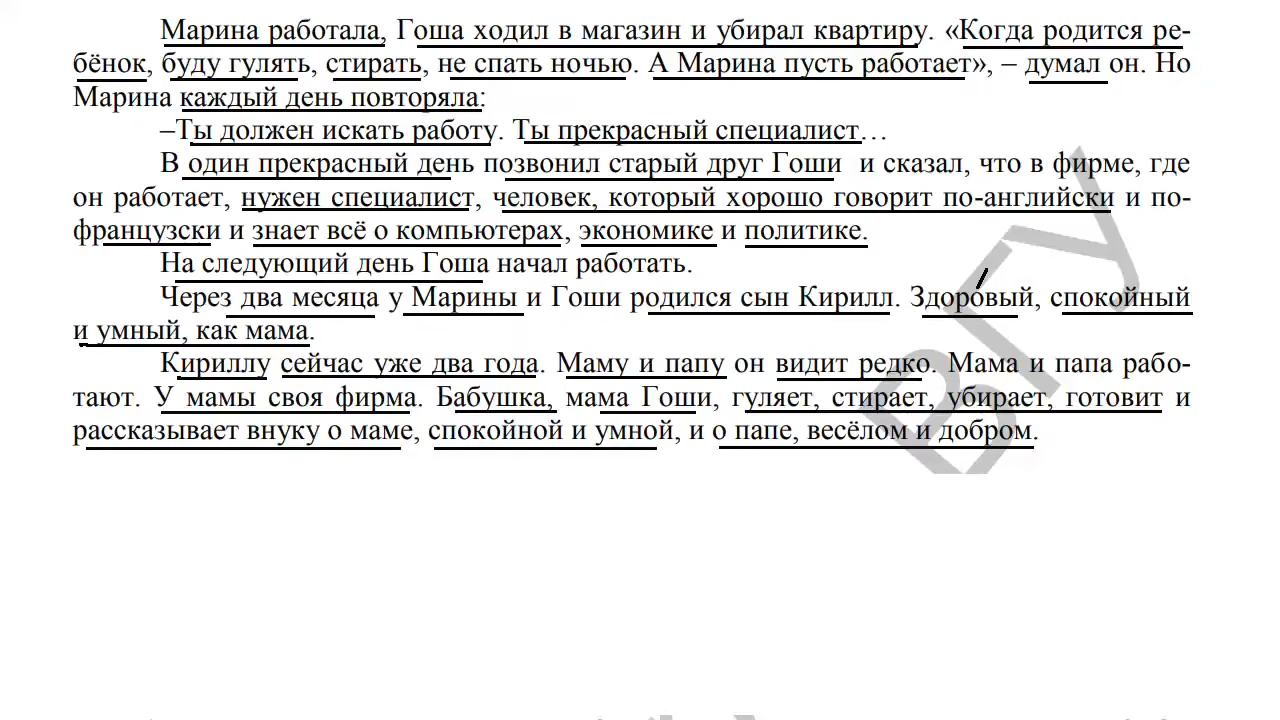 Марина работала, Гоша ходил в магазин и убирал квартиру. «Когда родится ре-
бёнок, буду гулять, стирать, не спать ночью. А Марина пусть работает», – думал он. Но
Марина каждый день повторяла:
–Ты должен искать работу. Ты прекрасный специалист…
В один прекрасный день позвонил старый друг Гоши и сказал, что в фирме, где
он работает, нужен специалист, человек, который хорошо говорит по-английски и по-
французски и знает всё о компьютерах, экономике и политике.
На следующий день Гоша начал работать.
Через два месяца у Марины и Гоши родился сын Кирилл. Здоровый, спокойный
и умный, как мама.
Кириллу сейчас уже два года. Маму и папу он видит редко. Мама и папа рабо-
тают. У мамы своя фирма. Бабушка, мама Гоши, гуляет, стирает, убирает, готовит и
рассказывает внуку о маме, спокойной и умной, и о папе, весёлом и добром.
ВГУ